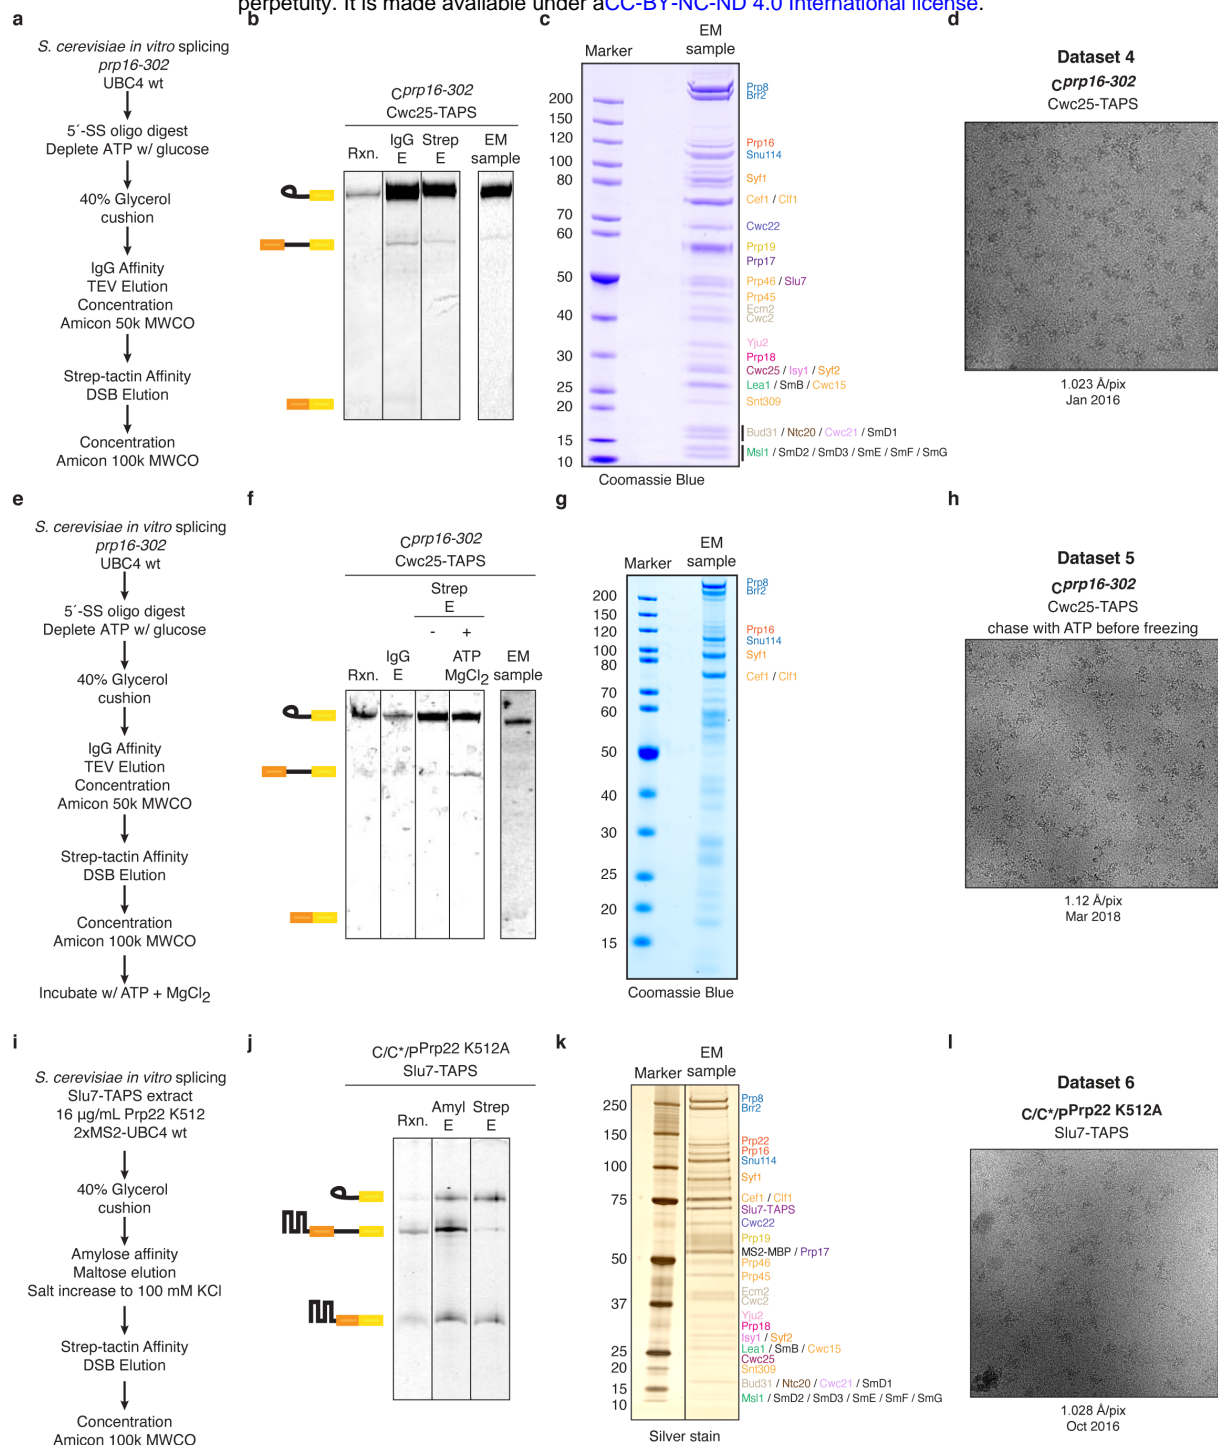 perpetuity. It is made available under aCC-BY-NC-ND 4.0 International license.
a
S. cerevisiae in vitro splicing
prp16-302
UBC4 wt
5´-SS oligo digest
Deplete ATP w/ glucose
40% Glycerol
cushion
IgG Affinity
TEV Elution
Concentration
Amicon 50k MWCO
Strep-tactin Affinity
DSB Elution
Concentration
Amicon 100k MWCO
b
Cprp16-302
Cwc25-TAPS
Rxn.
IgG
E
Strep
E
EM
sample
c
Marker
EM
sample
200
150
120
100
80
70
60
50
40
30
25
20
15
10
Prp8
Brr2
Prp16
Snu114
Syf1
Cef1 / Clf1
Cwc22
Prp19
Prp17
Prp46 / Slu7
Prp45
Ecm2
Cwc2
Yju2
Prp18
Cwc25 / Isy1 / Syf2
Lea1 / SmB / Cwc15
Snt309
Bud31 / Ntc20 / Cwc21 / SmD1
Msl1 / SmD2 / SmD3 / SmE / SmF / SmG
Coomassie Blue
d
Dataset 4
Cprp16-302
Cwc25-TAPS
1.023 Å/pix
Jan 2016
e
S. cerevisiae in vitro splicing
prp16-302
UBC4 wt
5´-SS oligo digest
Deplete ATP w/ glucose
40% Glycerol
cushion
IgG Affinity
TEV Elution
Concentration
Amicon 50k MWCO
Strep-tactin Affinity
DSB Elution
Concentration
Amicon 100k MWCO
Incubate w/ ATP + MgCl2
f
Cprp16-302
Cwc25-TAPS
Strep
E
- +
Rxn.
IgG
E
ATP
MgCl2
EM
sample
g
Marker
EM
sample
200
150
120
100
80
70
60
50
40
30
25
20
15
Prp8
Brr2
Prp16
Snu114
Syf1
Cef1 / Clf1
Coomassie Blue
h
Dataset 5
Cprp16-302
Cwc25-TAPS
chase with ATP before freezing
1.12 Å/pix
Mar 2018
i
S. cerevisiae in vitro splicing
Slu7-TAPS extract
16 µg/mL Prp22 K512
2xMS2-UBC4 wt
40% Glycerol
cushion
Amylose affinity
Maltose elution
Salt increase to 100 mM KCl
Strep-tactin Affinity
DSB Elution
Concentration
Amicon 100k MWCO
j
C/C*/PPrp22 K512A
Slu7-TAPS
Rxn.
Amyl
E
Strep
E
k
Marker
EM
sample
250
150
100
75
50
37
25
20
15
10
Prp8
Brr2
Prp22
Prp16
Snu114
Syf1
Cef1 / Clf1
Slu7-TAPS
Cwc22
Prp19
MS2-MBP / Prp17
Prp46
Prp45
Ecm2
Cwc2
Yju2
Prp18
Isy1 / Syf2
Lea1 / SmB / Cwc15
Cwc25
Snt309
Bud31 / Ntc20 / Cwc21 / SmD1
Msl1 / SmD2 / SmD3 / SmE / SmF / SmG
Silver stain
l
Dataset 6
C/C*/PPrp22 K512A
Slu7-TAPS
1.028 Å/pix
Oct 2016